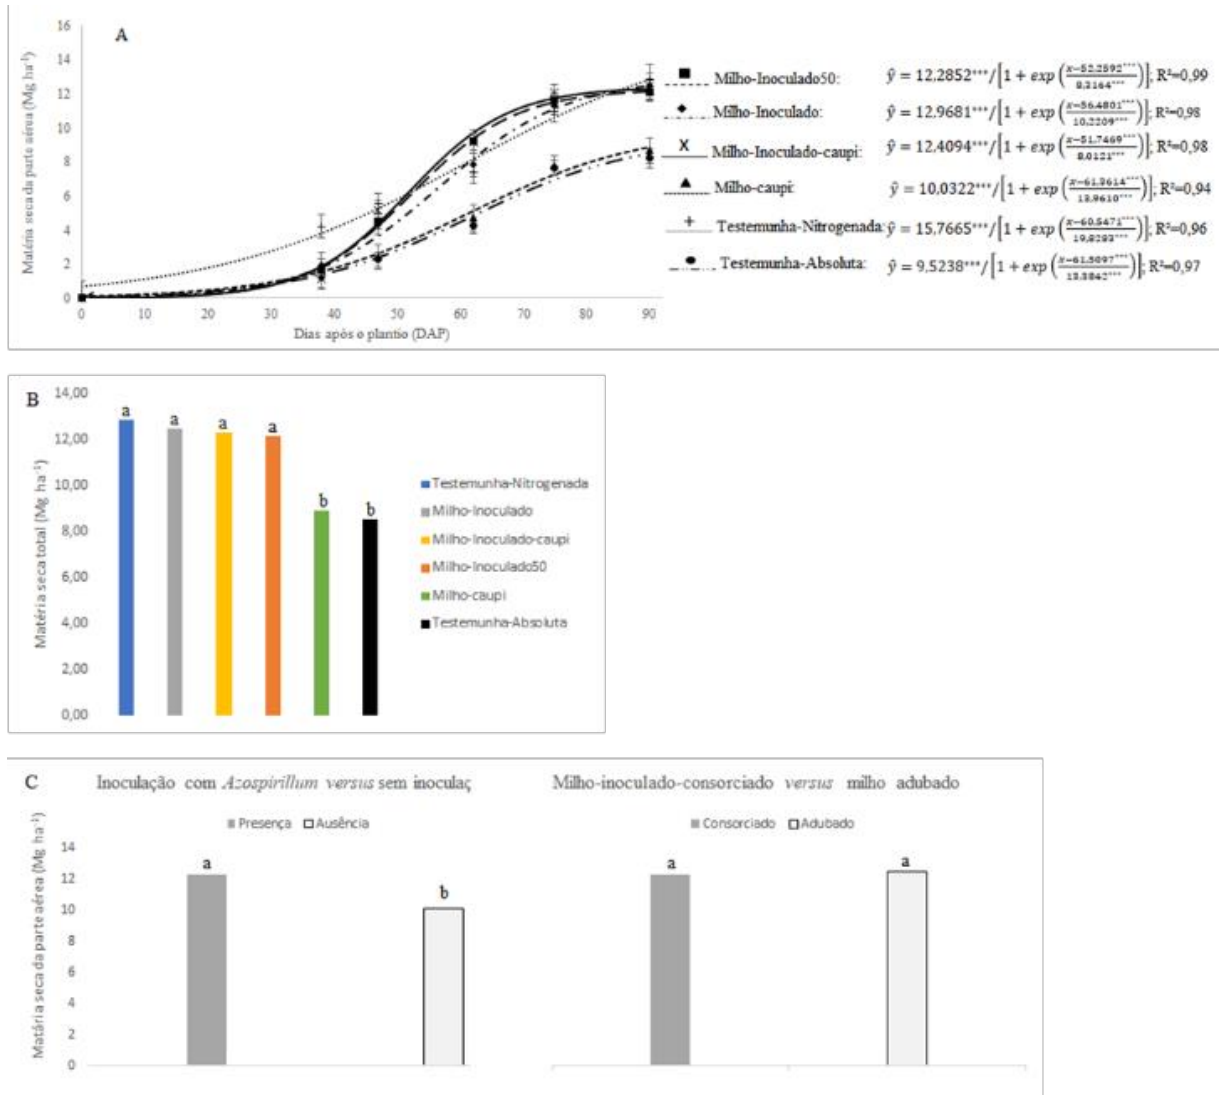 A
Matéria seca da parte aérea (Mg ha⁻¹)
16
14
12
10
8
6
4
2
0
0 10 20 30 40 50 60 70 80 90
Dias após o plantio (DAP)
Milho-Inoculado50: ŷ = 12,2852***/[1 + exp((x−52,2592***)/8,2164***)]; R²=0,99
Milho-Inoculado: ŷ = 12,9681***/[1 + exp((x−56,4801***)/10,2209***)]; R²=0,98
Milho-Inoculado-caupi: ŷ = 12,4094***/[1 + exp((x−51,7469***)/8,0121***)]; R²=0,98
Milho-caupi: ŷ = 10,0322***/[1 + exp((x−61,3614***)/13,9610***)]; R²=0,94
Testemunha-Nitrogenada: ŷ = 15,7665***/[1 + exp((x−60,5471***)/19,8283***)]; R²=0,96
Testemunha-Absoluta: ŷ = 9,5238***/[1 + exp((x−61,5097***)/13,3842***)]; R²=0,97
B
Matéria seca total (Mg ha⁻¹)
14,00
12,00
10,00
8,00
6,00
4,00
2,00
0,00
a a a a b b
Testemunha-Nitrogenada
Milho-Inoculado
Milho-Inoculado-caupi
Milho-Inoculado50
Milho-caupi
Testemunha-Absoluta
C
Inoculação com Azospirillum versus sem inoculaç
Presença Ausência
Milho-inoculado-consorciado versus milho adubado
Consorciado Adubado
Matária seca da parte aérea (Mg ha⁻¹)
14
12
10
8
6
4
2
0
a b a a